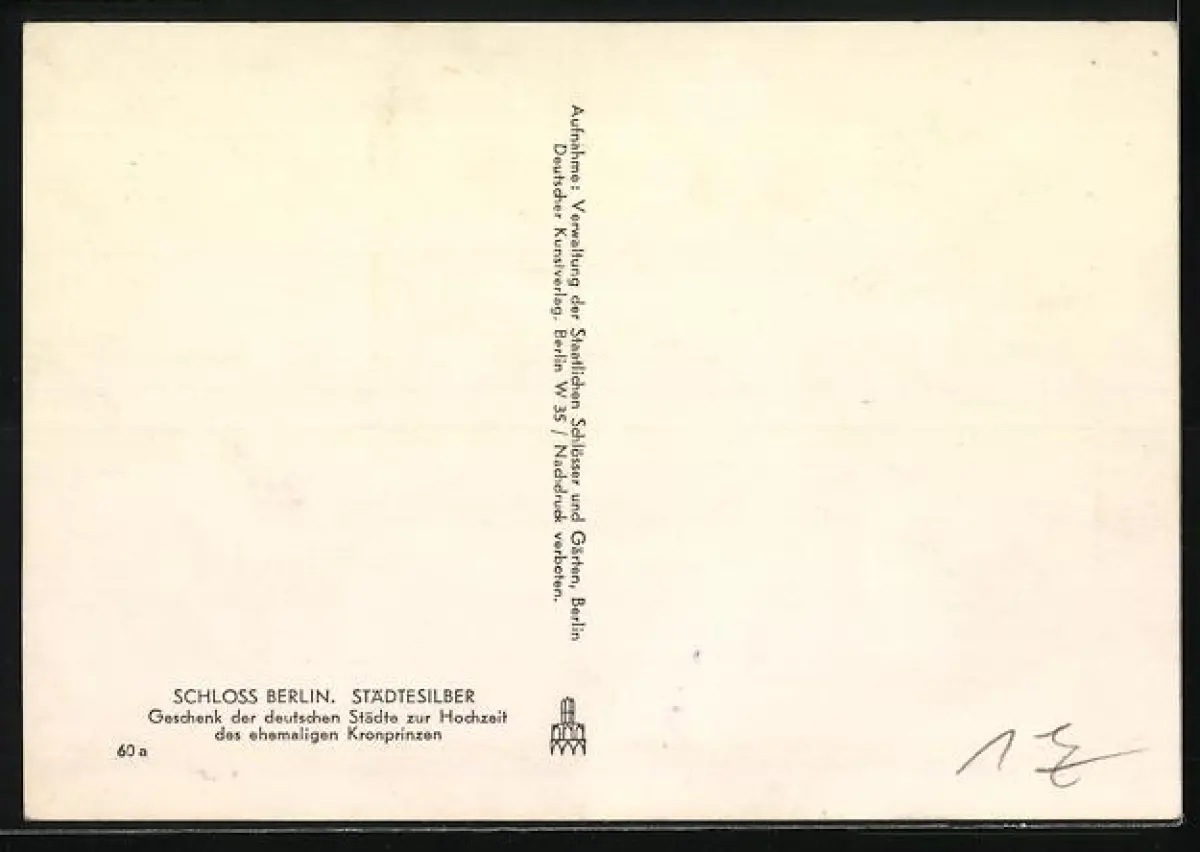 Aufnahme: Verwaltung der Staatlichen Schlösser und Gärten, Berlin
Deutscher Kunstverlag, Berlin W 35 / Nachdruck verboten.
SCHLOSS BERLIN. STÄDTESILBER
Geschenk der deutschen Städte zur Hochzeit
des ehemaligen Kronprinzen
60 a